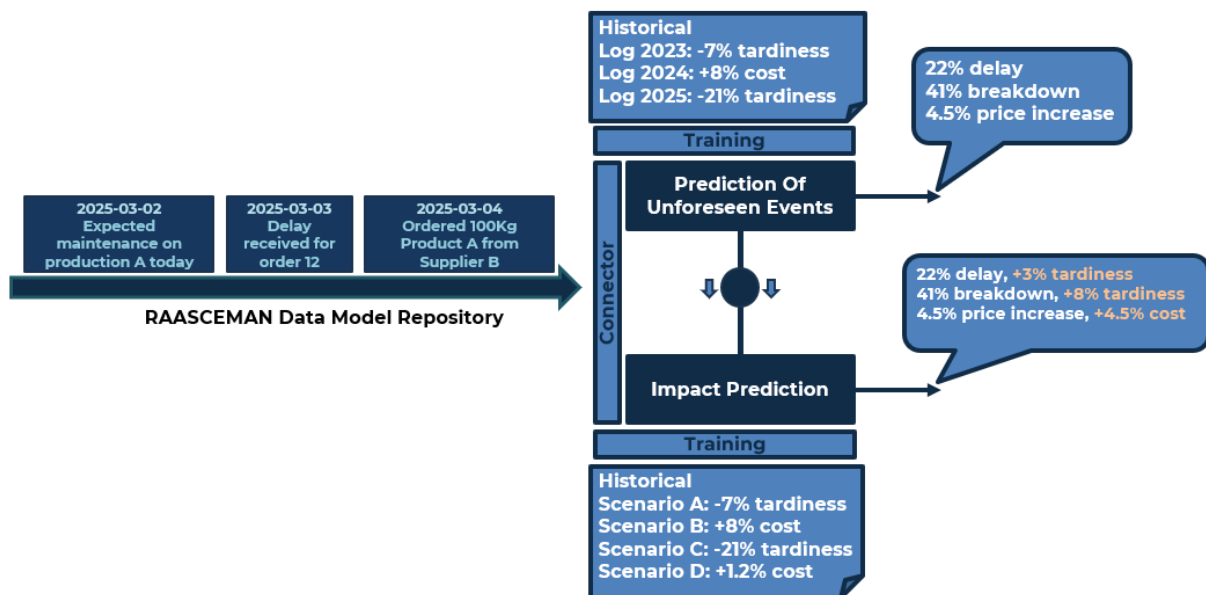 Historical
Log 2023: -7% tardiness
Log 2024: +8% cost
Log 2025: -21% tardiness
22% delay
41% breakdown
4.5% price increase
Training
Connector
Prediction Of
Unforeseen Events
2025-03-02
Expected
maintenance on
production A today
2025-03-03
Delay
received for
order 12
2025-03-04
Ordered 100Kg
Product A from
Supplier B
RAASCEMAN Data Model Repository
22% delay, +3% tardiness
41% breakdown, +8% tardiness
4.5% price increase, +4.5% cost
Impact Prediction
Training
Historical
Scenario A: -7% tardiness
Scenario B: +8% cost
Scenario C: -21% tardiness
Scenario D: +1.2% cost